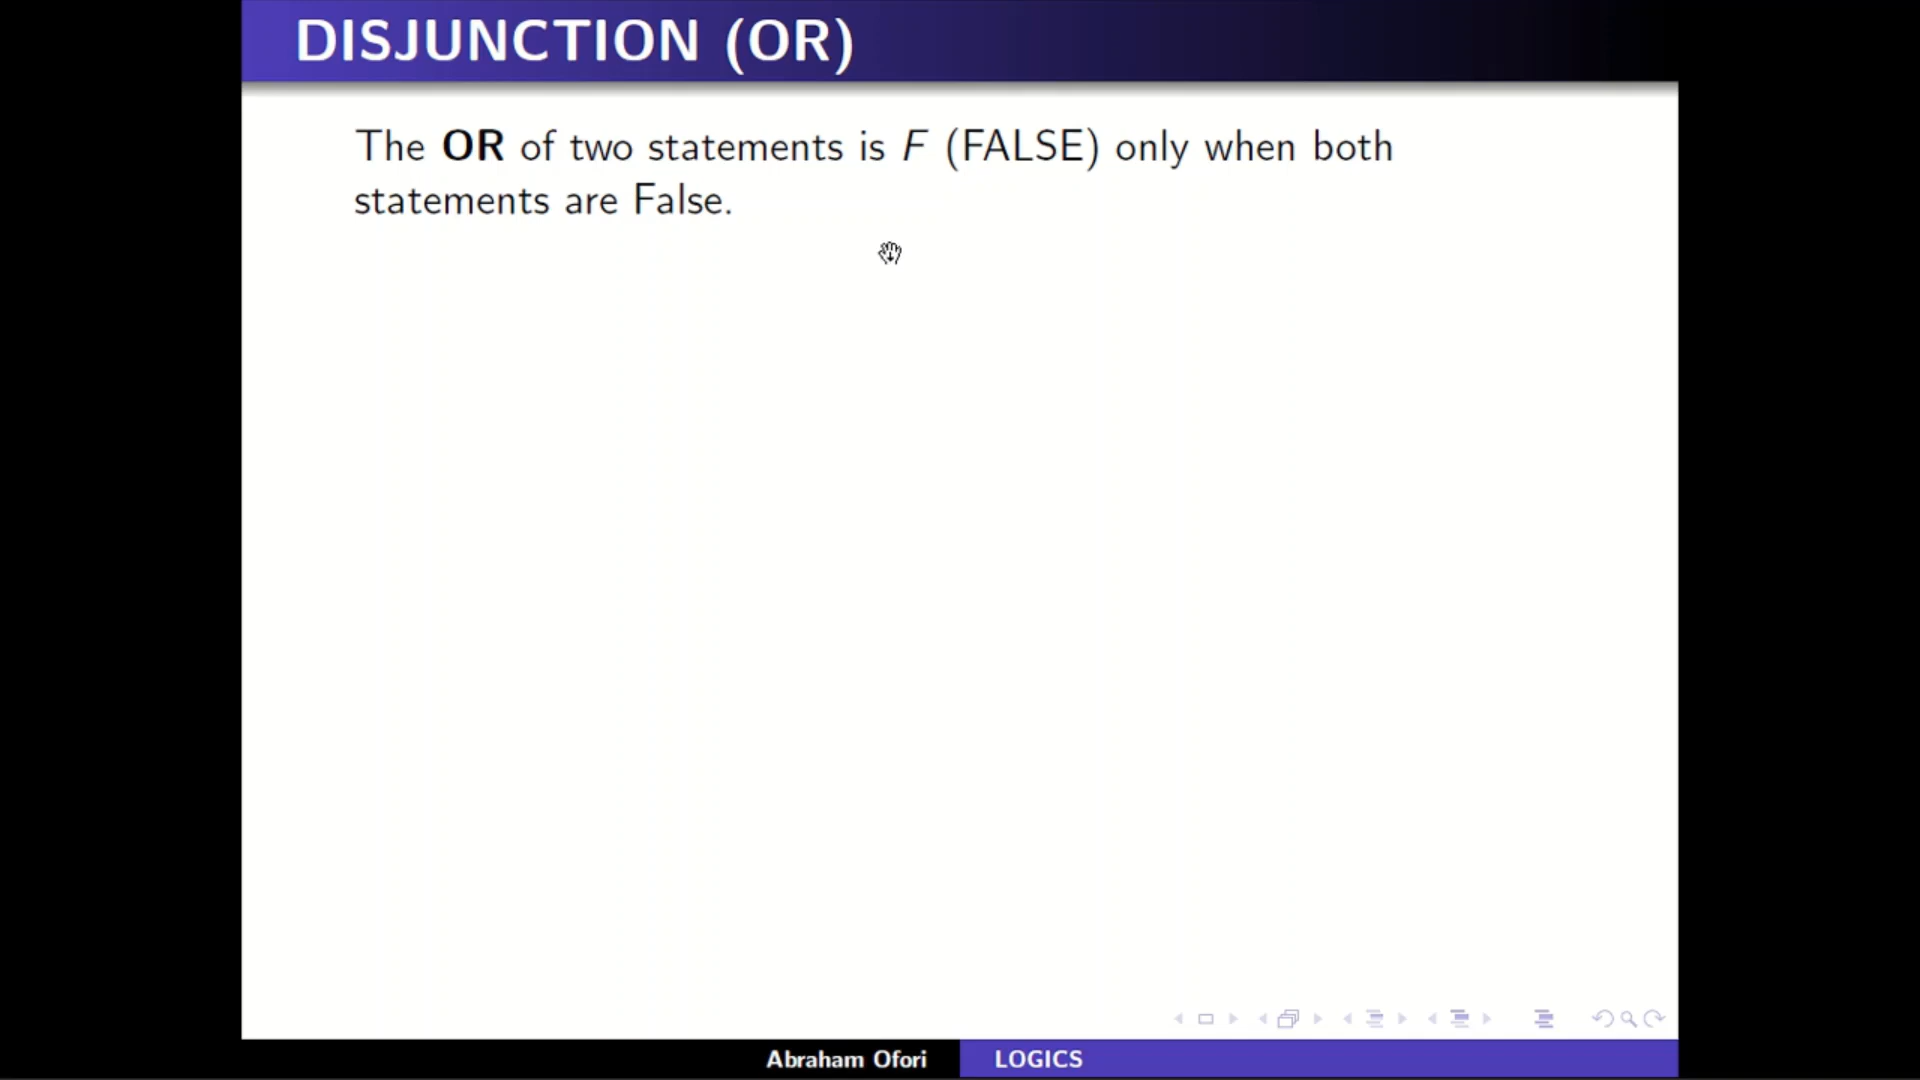 DISJUNCTION (OR)
The OR of two statements is F (FALSE) only when both
statements are False.
Abraham Ofori
LOGICS